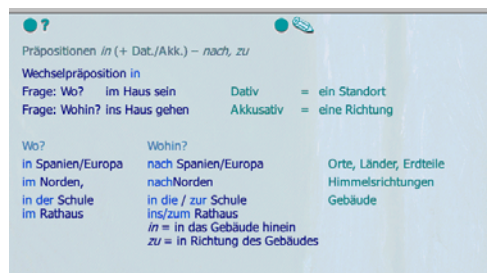 ?
Präpositionen in (+ Dat./Akk.) – nach, zu
Wechselpräposition in
Frage: Wo? im Haus sein Dativ = ein Standort
Frage: Wohin? ins Haus gehen Akkusativ = eine Richtung
Wo? Wohin?
in Spanien/Europa nach Spanien/Europa Orte, Länder, Erdteile
im Norden, nachNorden Himmelsrichtungen
in der Schule in die / zur Schule Gebäude
im Rathaus ins/zum Rathaus
in = in das Gebäude hinein
zu = in Richtung des Gebäudes